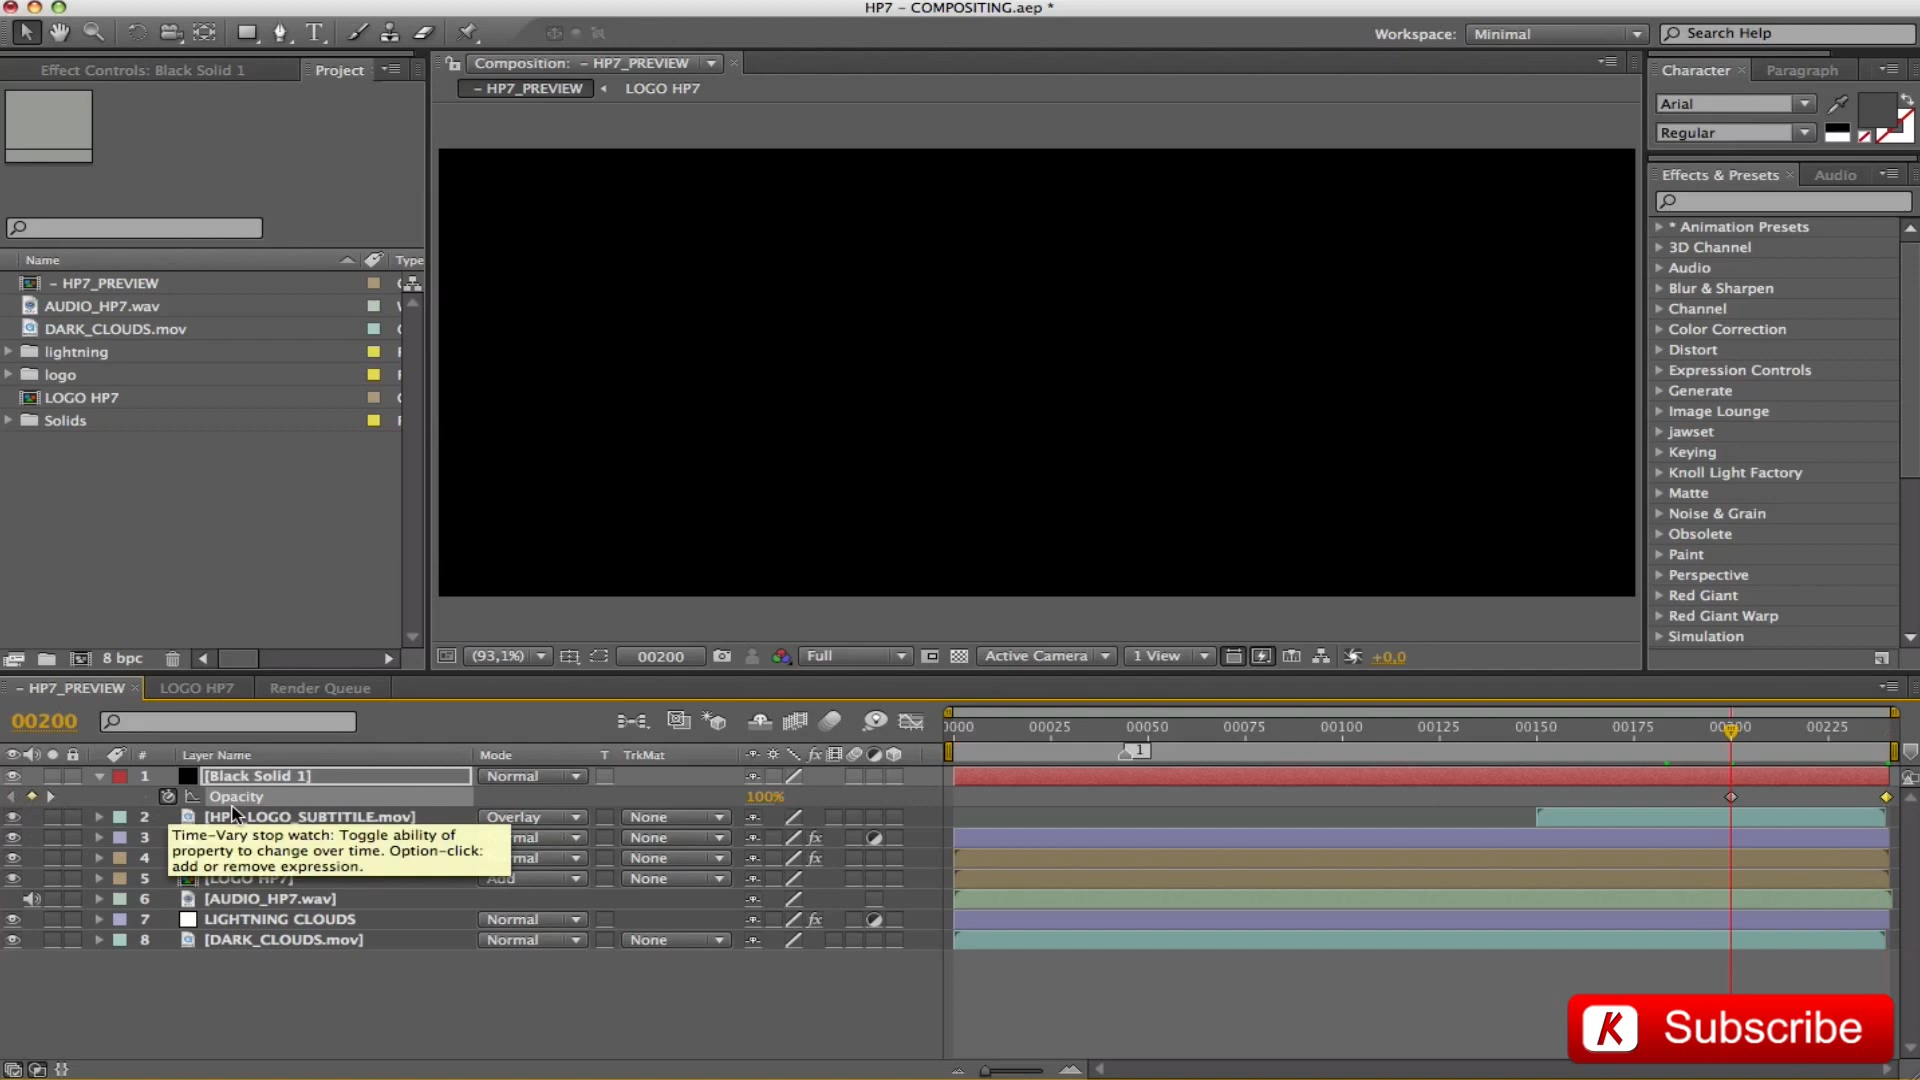 HP7 - COMPOSITING.aep *
Workspace: Minimal
Search Help
Effect Controls: Black Solid 1
Project
Composition: - HP7_PREVIEW
- HP7_PREVIEW
LOGO HP7
Character
Paragraph
Arial
Regular
Effects & Presets
Audio
* Animation Presets
3D Channel
Audio
Blur & Sharpen
Channel
Color Correction
Distort
Expression Controls
Generate
Image Lounge
jawset
Keying
Knoll Light Factory
Matte
Noise & Grain
Obsolete
Paint
Perspective
Red Giant
Red Giant Warp
Simulation
Name
Type
- HP7_PREVIEW
AUDIO_HP7.wav
DARK_CLOUDS.mov
lightning
logo
LOGO HP7
Solids
8 bpc
(93,1%)
00200
Full
Active Camera
1 View
+0,0
- HP7_PREVIEW
LOGO HP7
Render Queue
00200
0000
00025
00050
00075
00100
00125
00150
00175
00225
1
# Layer Name Mode T TrkMat
1 [Black Solid 1] Normal
Opacity 100%
2 LOGO_SUBTITILE.mov] Overlay None
3 None
4 None
5 [LOGO HP7] Add None
6 [AUDIO_HP7.wav]
7 LIGHTNING CLOUDS Normal None
8 [DARK_CLOUDS.mov] Normal None
Time-Vary stop watch: Toggle ability of
property to change over time. Option-click:
add or remove expression.
K Subscribe